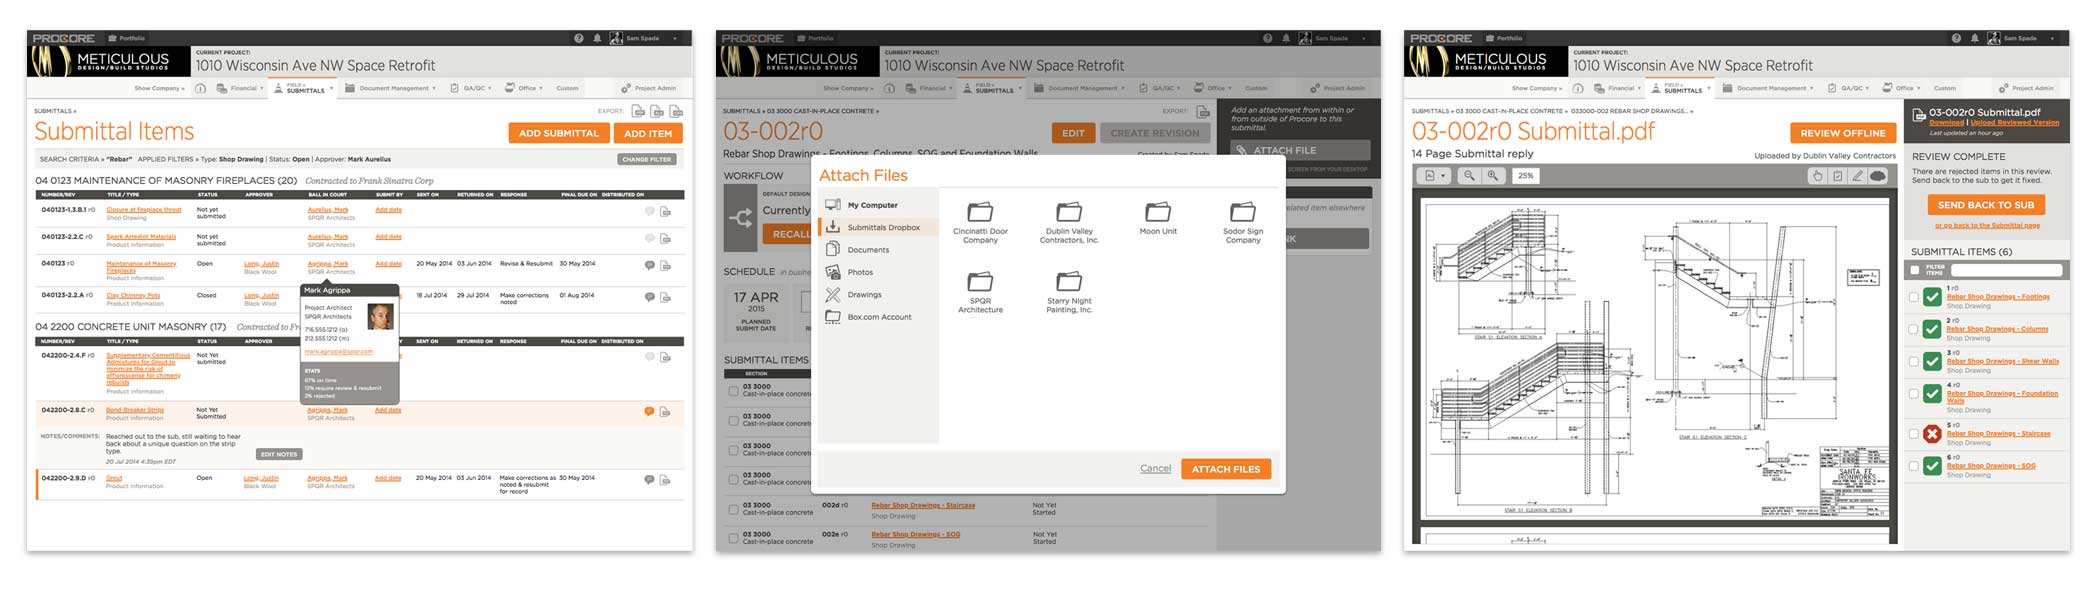 PROCORE Portfolio Sam Spade
METICULOUS
DESIGN/BUILD STUDIOS
CURRENT PROJECT:
1010 Wisconsin Ave NW Space Retrofit
Show Company » Financial FIELD » SUBMITTALS Document Management QA/QC Office Custom Project Admin
SUBMITTALS »
EXPORT:
Submittal Items
ADD SUBMITTAL ADD ITEM
SEARCH CRITERIA » "Rebar" APPLIED FILTERS » Type: Shop Drawing | Status: Open | Approver: Mark Aurelius
CHANGE FILTER
04 0123 MAINTENANCE OF MASONRY FIREPLACES (20) Contracted to Frank Sinatra Corp
NUMBER/REV TITLE / TYPE STATUS APPROVER BALL IN COURT SUBMIT BY SENT ON RETURNED ON RESPONSE FINAL DUE ON DISTRIBUTED ON
040123-1.3.B.1 r0 Closure at fireplace throat Not yet Aurelius, Mark Add date
Shop Drawing submitted SPQR Architects
040123-2.2.C r0 Spark Arrestor Materials Not yet Aurelius, Mark Add date
Product Information submitted SPQR Architects
040123 r0 Maintenance of Masonry Open Long, Justin Agrippa, Mark Add date 20 May 2014 03 Jun 2014 Revise & Resubmit 30 May 2014
Fireplaces Black Wool SPQR Architects
Product Information
040123-2.2.A r0 Clay Chimney Pots Closed Long, Justin 18 Jul 2014 29 Jul 2014 Make corrections 01 Aug 2014
Product Information Black Wool noted
Mark Agrippa
Project Architect
SPQR Architects
716.555.1212 (o)
212.555.1212 (m)
mark.agrippa@spqr.com
STATS
87% on time
12% require review & resubmit
2% rejected
04 2200 CONCRETE UNIT MASONRY (17) Contracted to Fr
NUMBER/REV TITLE / TYPE STATUS APPROVER BY SENT ON RETURNED ON RESPONSE FINAL DUE ON DISTRIBUTED ON
042200-2.4.F r0 Supplementary Cementitious Not Yet
Admixtures for Grout to submitted
minimize the risk of
efflorescence for chimeny
rebuilds
Product Information
042200-2.8.C r0 Bond-Breaker Strips Not Yet Agrippa, Mark Add date
Product Information Submitted SPQR Architects
NOTES/COMMENTS: Reached out to the sub, still waiting to hear
back about a unique question on the strip
type.
20 Jul 2014 4:39pm EDT
EDIT NOTES
042200-2.9.D r0 Grout Open Long, Justin Agrippa, Mark Add date 20 May 2014 03 Jun 2014 Make corrections as 30 May 2014
Product Information Black Wool SPQR Architects noted & resubmit
for record
PROCORE Portfolio Sam Spade
METICULOUS
DESIGN/BUILD STUDIOS
CURRENT PROJECT:
1010 Wisconsin Ave NW Space Retrofit
Show Company » Financial FIELD » SUBMITTALS Document Management QA/QC Office Custom Project Admin
SUBMITTALS » 03 3000 CAST-IN-PLACE CONTRETE »
EXPORT:
03-002r0
EDIT CREATE REVISION
Rebar Shop Drawings - Footings, Columns, SOG and Foundation Walls
Created by Sam Spade
Add an attachment from within or
from outside of Procore to this
submittal.
ATTACH FILE
SCREEN FROM YOUR DESKTOP
elated item elsewhere
NK
WORKFLOW
DEFAULT DESIGN
Currently
RECALL
SCHEDULE in busine
17 APR
2015
PLANNED
SUBMIT DATE
SUBMITTAL ITEMS
SECTION
03 3000
Cast-in-place concrete
03 3000
Cast-in-place concrete
03 3000
Cast-in-place concrete
03 3000
Cast-in-place concrete
03 3000 002d r0 Rebar Shop Drawings - Staircase Not Yet
Cast-in-place concrete Shop Drawing Started
03 3000 002e r0 Rebar Shop Drawings - SOG Not Yet
Cast-in-place concrete Shop Drawing Started
Attach Files
My Computer
Submittals Dropbox
Documents
Photos
Drawings
Box.com Account
Cincinatti Door
Company
Dublin Valley
Contractors, Inc.
Moon Unit
Sodor Sign
Company
SPQR
Architecture
Starry Night
Painting, Inc.
Cancel ATTACH FILES
PROCORE Portfolio Sam Spade
METICULOUS
DESIGN/BUILD STUDIOS
CURRENT PROJECT:
1010 Wisconsin Ave NW Space Retrofit
Show Company » Financial FIELD » SUBMITTALS Document Management QA/QC Office Custom Project Admin
SUBMITTALS » 03 3000 CAST-IN-PLACE CONTRETE » 033000-002 REBAR SHOP DRAWINGS... »
03-002r0 Submittal.pdf
REVIEW OFFLINE
14 Page Submittal reply
Uploaded by Dublin Valley Contractors
25%
STAIR S1 ELEVATION SECTION A
STAIR S1 ELEVATION SECTION C
STAIR S1 ELEVATION SECTION B
SANTA FE
IRONWORKS
03-002r0 Submittal.pdf
Download | Upload Reviewed Version
Last updated an hour ago
REVIEW COMPLETE
There are rejected items in this review.
Send back to the sub to get it fixed.
SEND BACK TO SUB
or go back to the Submittal page
SUBMITTAL ITEMS (6)
FILTER
ITEMS
1 r0
Rebar Shop Drawings - Footings
Shop Drawing
2 r0
Rebar Shop Drawings - Columns
Shop Drawing
3 r0
Rebar Shop Drawings - Shear Walls
Shop Drawing
4 r0
Rebar Shop Drawings - Foundation
Walls
Shop Drawing
5 r0
Rebar Shop Drawings - Staircase
Shop Drawing
6 r0
Rebar Shop Drawings - SOG
Shop Drawing